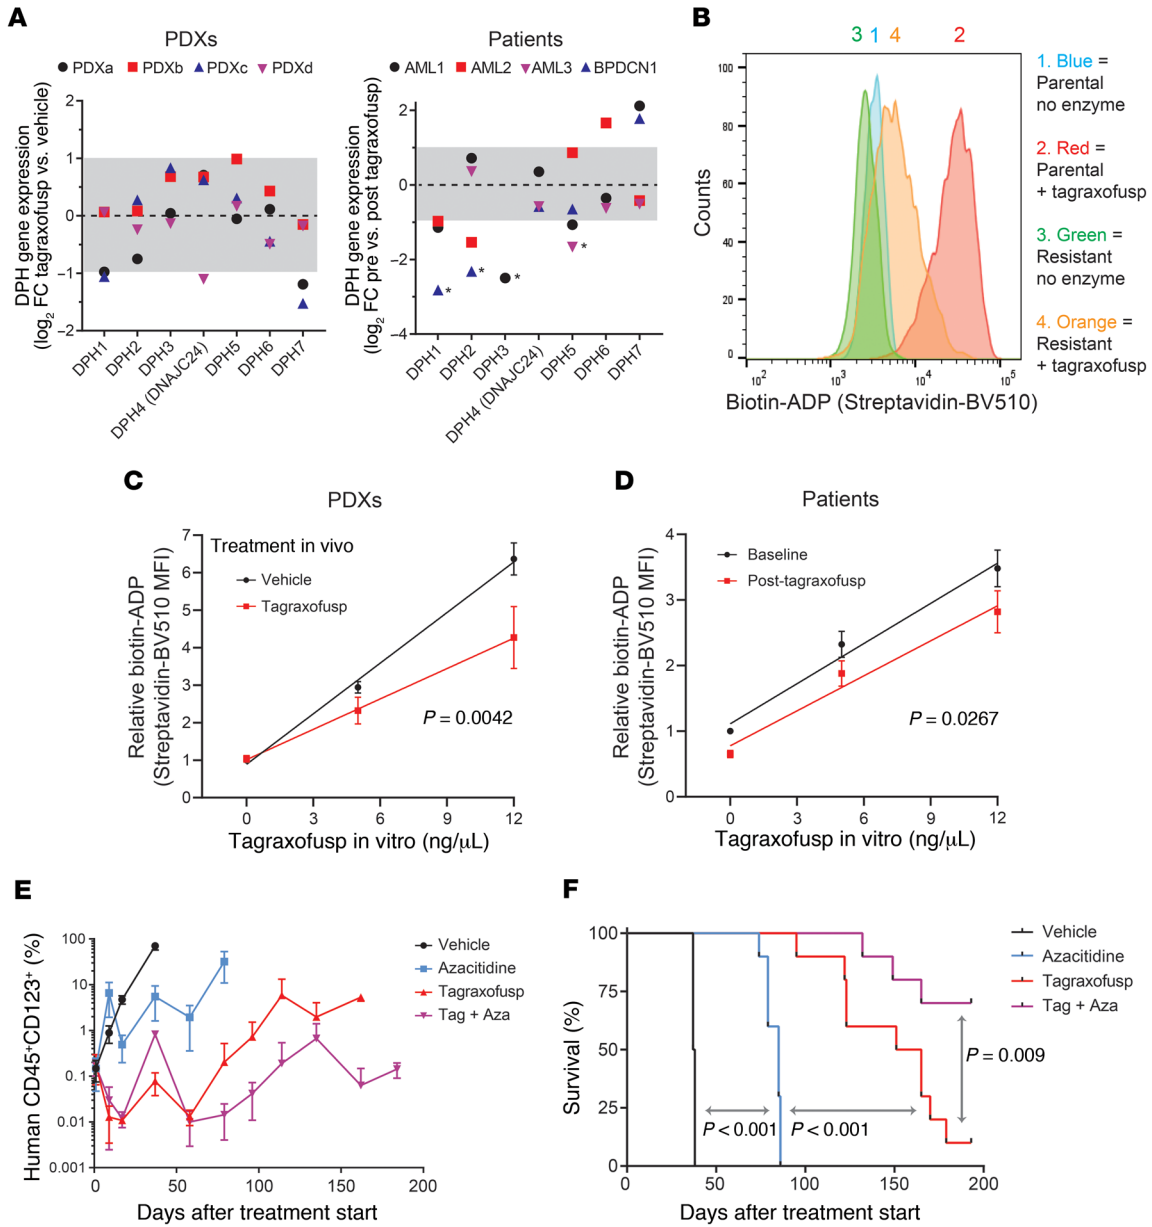 A
PDXs
PDXa PDXb PDXc PDXd
DPH gene expression
(log2 FC tagraxofusp vs. vehicle)
2
1
0
−1
−2
DPH1
DPH2
DPH3
DPH4 (DNAJC24)
DPH5
DPH6
DPH7
Patients
AML1 AML2 AML3 BPDCN1
DPH gene expression
(log2 FC pre vs. post tagraxofusp)
2
0
−2
−4
*
*
*
*
DPH1
DPH2
DPH3
DPH4 (DNAJC24)
DPH5
DPH6
DPH7
B
3 1 4 2
Counts
100
80
60
40
20
0
10^2 10^3 10^4 10^5
Biotin-ADP (Streptavidin-BV510)
1. Blue =
Parental
no enzyme
2. Red =
Parental
+ tagraxofusp
3. Green =
Resistant
no enzyme
4. Orange =
Resistant
+ tagraxofusp
C
PDXs
Relative biotin-ADP
(Streptavidin-BV510 MFI)
7
6
5
4
3
2
1
0
Treatment in vivo
Vehicle
Tagraxofusp
P = 0.0042
0 3 6 9 12
Tagraxofusp in vitro (ng/μL)
D
Patients
Relative biotin-ADP
(Streptavidin-BV510 MFI)
4
3
2
1
0
Baseline
Post-tagraxofusp
P = 0.0267
0 3 6 9 12
Tagraxofusp in vitro (ng/μL)
E
Human CD45+CD123+ (%)
100
10
1
0.1
0.01
0.001
0 50 100 150 200
Days after treatment start
Vehicle
Azacitidine
Tagraxofusp
Tag + Aza
F
Survival (%)
100
75
50
25
0
P < 0.001 P < 0.001
P = 0.009
0 50 100 150 200
Days after treatment start
Vehicle
Azacitidine
Tagraxofusp
Tag + Aza